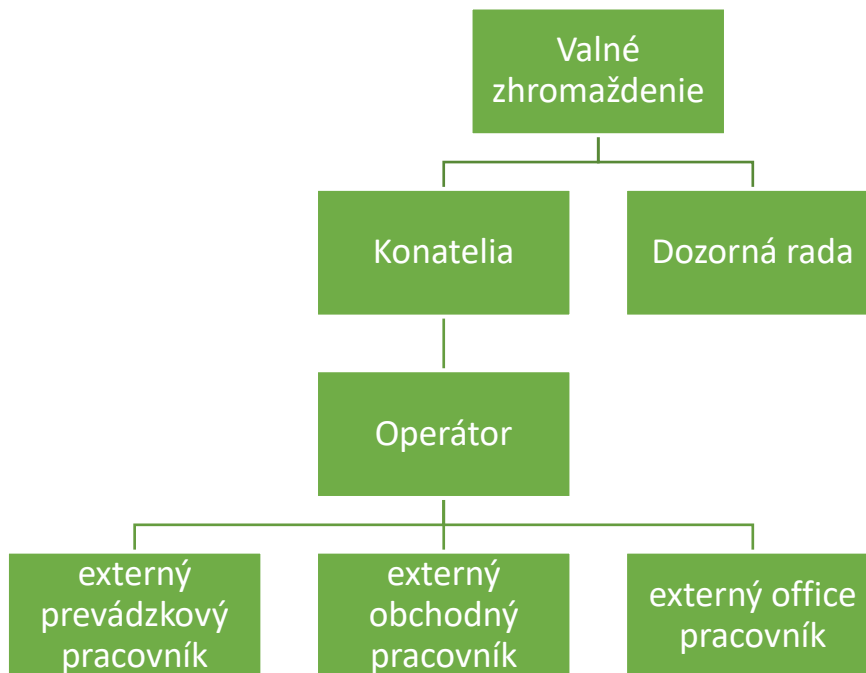 Valné
zhromaždenie
Konatelia
Dozorná rada
Operátor
externý
prevádzkový
pracovník
externý
obchodný
pracovník
externý office
pracovník